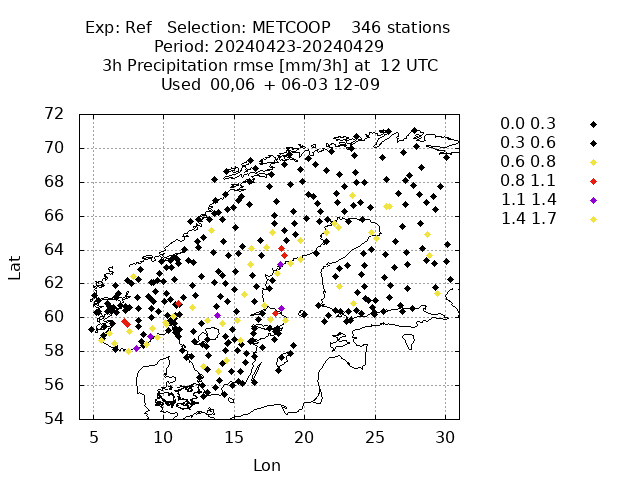 Exp: Ref   Selection: METCOOP    346 stations
Period: 20240423-20240429
3h Precipitation rmse [mm/3h] at  12 UTC
Used  00,06  + 06-03 12-09
72
70
68
66
64
62
60
58
56
54
Lat
5 10 15 20 25 30
Lon
0.0 0.3
0.3 0.6
0.6 0.8
0.8 1.1
1.1 1.4
1.4 1.7